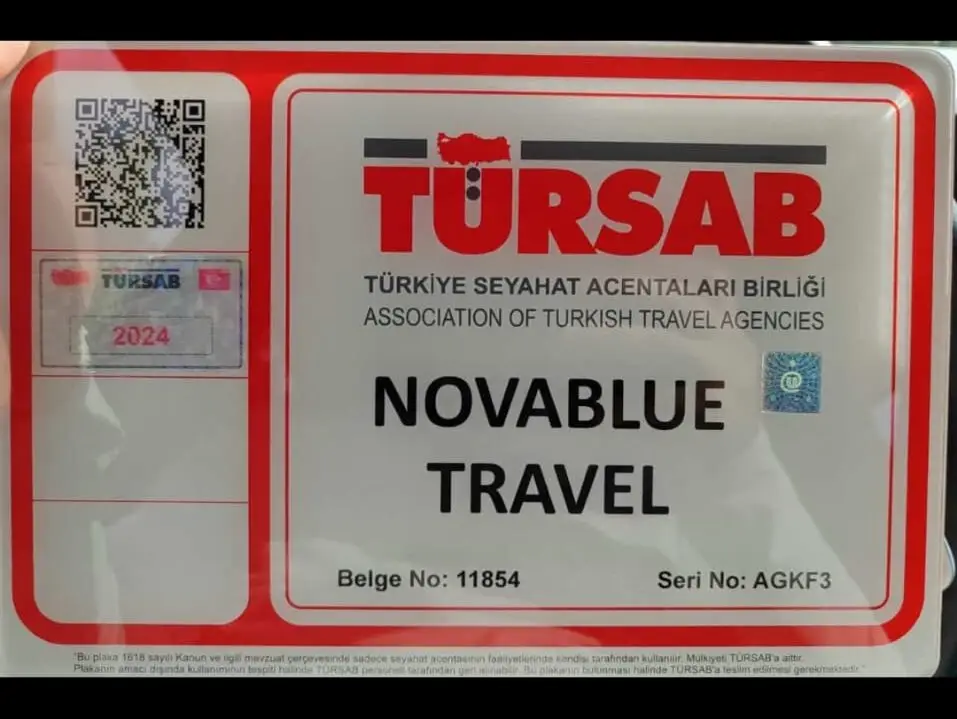 TÜRSAB
2024
TÜRSAB
TÜRKİYE SEYAHAT ACENTALARI BİRLİĞİ
ASSOCIATION OF TURKISH TRAVEL AGENCIES
NOVABLUE
TRAVEL
Belge No: 11854
Seri No: AGKF3
"Bu plaka 1618 sayılı Kanun ve ilgili mevzuat çerçevesinde sadece seyahat acentasının faaliyetlerinde kendisi tarafından kullanılır. Mülkiyeti TÜRSAB'a aittir.
Plakanın amacı dışında kullanımının tespiti halinde TÜRSAB personeli tarafından geri alınabilir. Bu plakanın bulunması halinde TÜRSAB'a teslim edilmesi gerekmektedir."